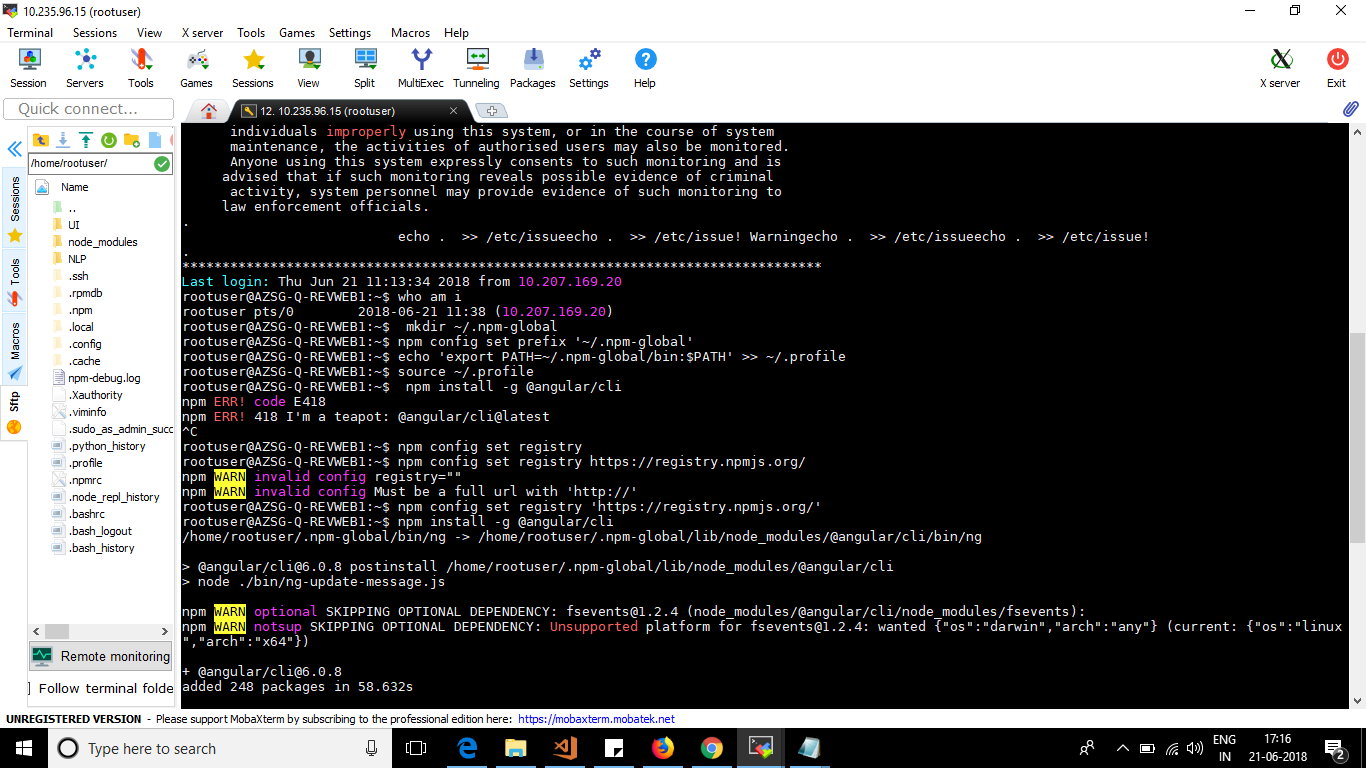 10.235.96.15 (rootuser)
Terminal Sessions View X server Tools Games Settings Macros Help
Session Servers Tools Games Sessions View Split MultiExec Tunneling Packages Settings Help X server Exit
Quick connect...
12. 10.235.96.15 (rootuser)
/home/rootuser/
Name
..
UI
node_modules
NLP
.ssh
.rpmdb
.npm
.local
.config
.cache
npm-debug.log
.Xauthority
.viminfo
.sudo_as_admin_succ
.python_history
.profile
.npmrc
.node_repl_history
.bashrc
.bash_logout
.bash_history
Sessions
Tools
Macros
Sftp
Remote monitoring
Follow terminal folde
individuals improperly using this system, or in the course of system
maintenance, the activities of authorised users may also be monitored.
Anyone using this system expressly consents to such monitoring and is
advised that if such monitoring reveals possible evidence of criminal
activity, system personnel may provide evidence of such monitoring to
law enforcement officials.
.
echo .  >> /etc/issueecho .  >> /etc/issue! Warningecho .  >> /etc/issueecho .  >> /etc/issue!
.
********************************************************************************
Last login: Thu Jun 21 11:13:34 2018 from 10.207.169.20
rootuser@AZSG-Q-REVWEB1:~$ who am i
rootuser pts/0        2018-06-21 11:38 (10.207.169.20)
rootuser@AZSG-Q-REVWEB1:~$  mkdir ~/.npm-global
rootuser@AZSG-Q-REVWEB1:~$ npm config set prefix '~/.npm-global'
rootuser@AZSG-Q-REVWEB1:~$ echo 'export PATH=~/.npm-global/bin:$PATH' >> ~/.profile
rootuser@AZSG-Q-REVWEB1:~$ source ~/.profile
rootuser@AZSG-Q-REVWEB1:~$  npm install -g @angular/cli
npm ERR! code E418
npm ERR! 418 I'm a teapot: @angular/cli@latest
^C
rootuser@AZSG-Q-REVWEB1:~$ npm config set registry
rootuser@AZSG-Q-REVWEB1:~$ npm config set registry https://registry.npmjs.org/
npm WARN invalid config registry=""
npm WARN invalid config Must be a full url with 'http://'
rootuser@AZSG-Q-REVWEB1:~$ npm config set registry 'https://registry.npmjs.org/'
rootuser@AZSG-Q-REVWEB1:~$ npm install -g @angular/cli
/home/rootuser/.npm-global/bin/ng -> /home/rootuser/.npm-global/lib/node_modules/@angular/cli/bin/ng
> @angular/cli@6.0.8 postinstall /home/rootuser/.npm-global/lib/node_modules/@angular/cli
> node ./bin/ng-update-message.js
npm WARN optional SKIPPING OPTIONAL DEPENDENCY: fsevents@1.2.4 (node_modules/@angular/cli/node_modules/fsevents):
npm WARN notsup SKIPPING OPTIONAL DEPENDENCY: Unsupported platform for fsevents@1.2.4: wanted {"os":"darwin","arch":"any"} (current: {"os":"linux
","arch":"x64"})
+ @angular/cli@6.0.8
added 248 packages in 58.632s
UNREGISTERED VERSION - Please support MobaXterm by subscribing to the professional edition here: https://mobaxterm.mobatek.net
Type here to search
ENG
IN
17:16
21-06-2018
2